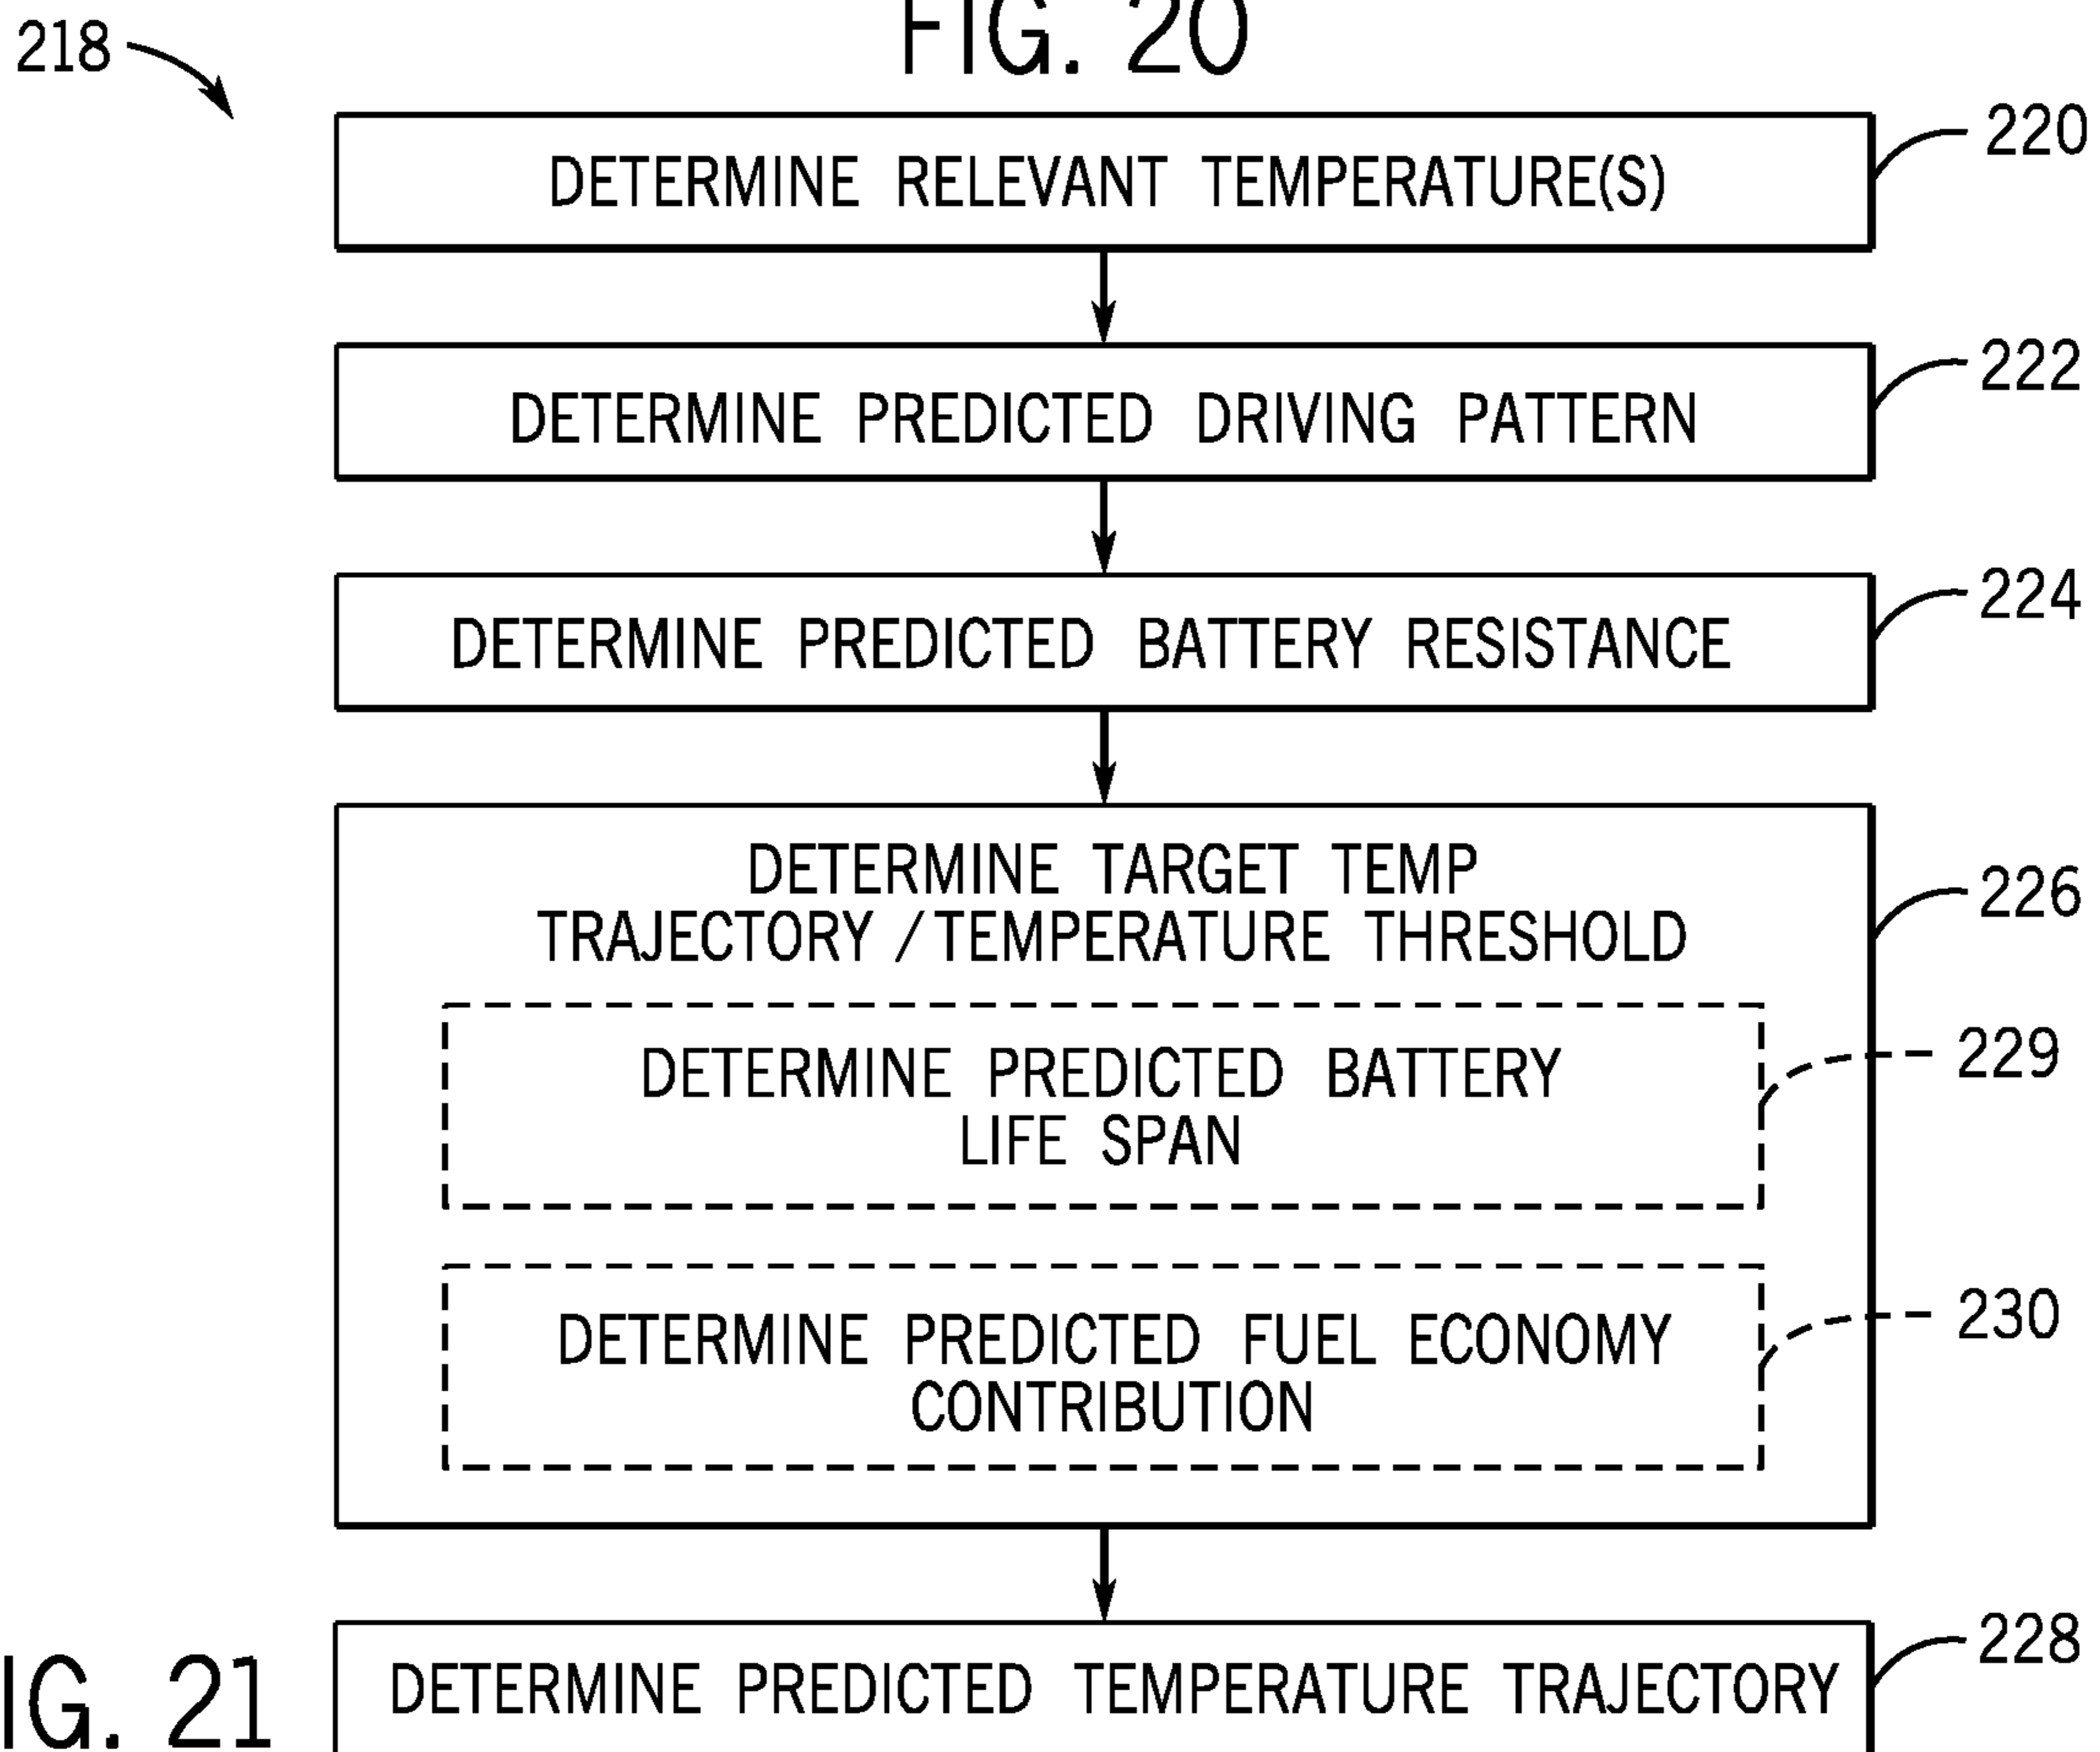 FIG. 20
218
DETERMINE RELEVANT TEMPERATURE(S)
220
DETERMINE PREDICTED DRIVING PATTERN
222
DETERMINE PREDICTED BATTERY RESISTANCE
224
DETERMINE TARGET TEMP
TRAJECTORY / TEMPERATURE THRESHOLD
226
DETERMINE PREDICTED BATTERY
LIFE SPAN
229
DETERMINE PREDICTED FUEL ECONOMY
CONTRIBUTION
230
DETERMINE PREDICTED TEMPERATURE TRAJECTORY
228
IG. 21